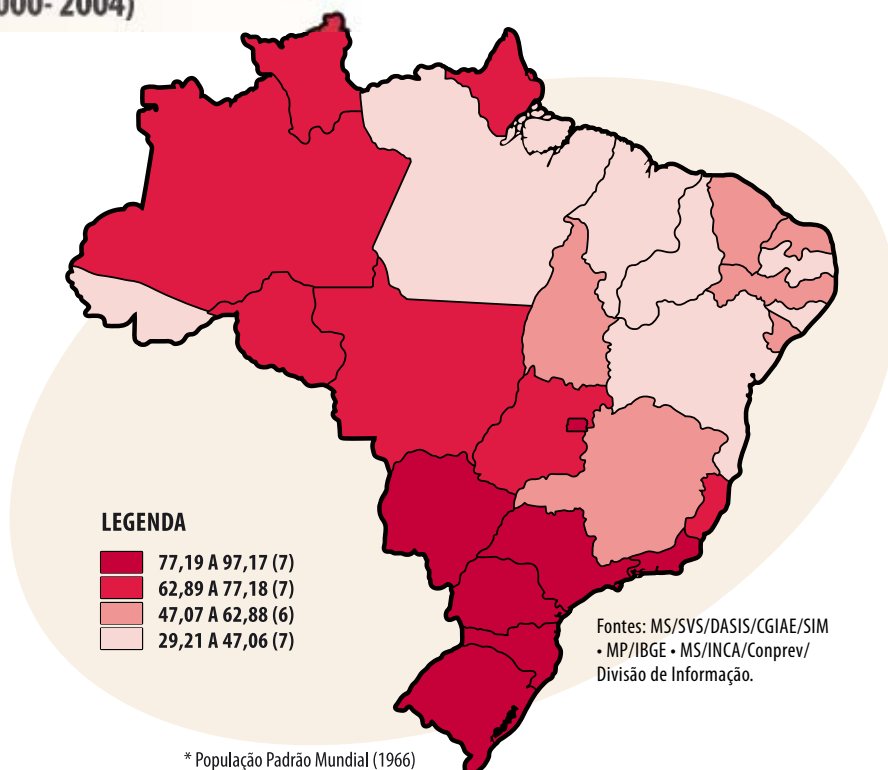 2004)
LEGENDA
77,19 A 97,17 (7)
62,89 A 77,18 (7)
47,07 A 62,88 (6)
29,21 A 47,06 (7)
Fontes: MS/SVS/DASIS/CGIAE/SIM
• MP/IBGE • MS/INCA/Conprev/
Divisão de Informação.
* População Padrão Mundial (1966)